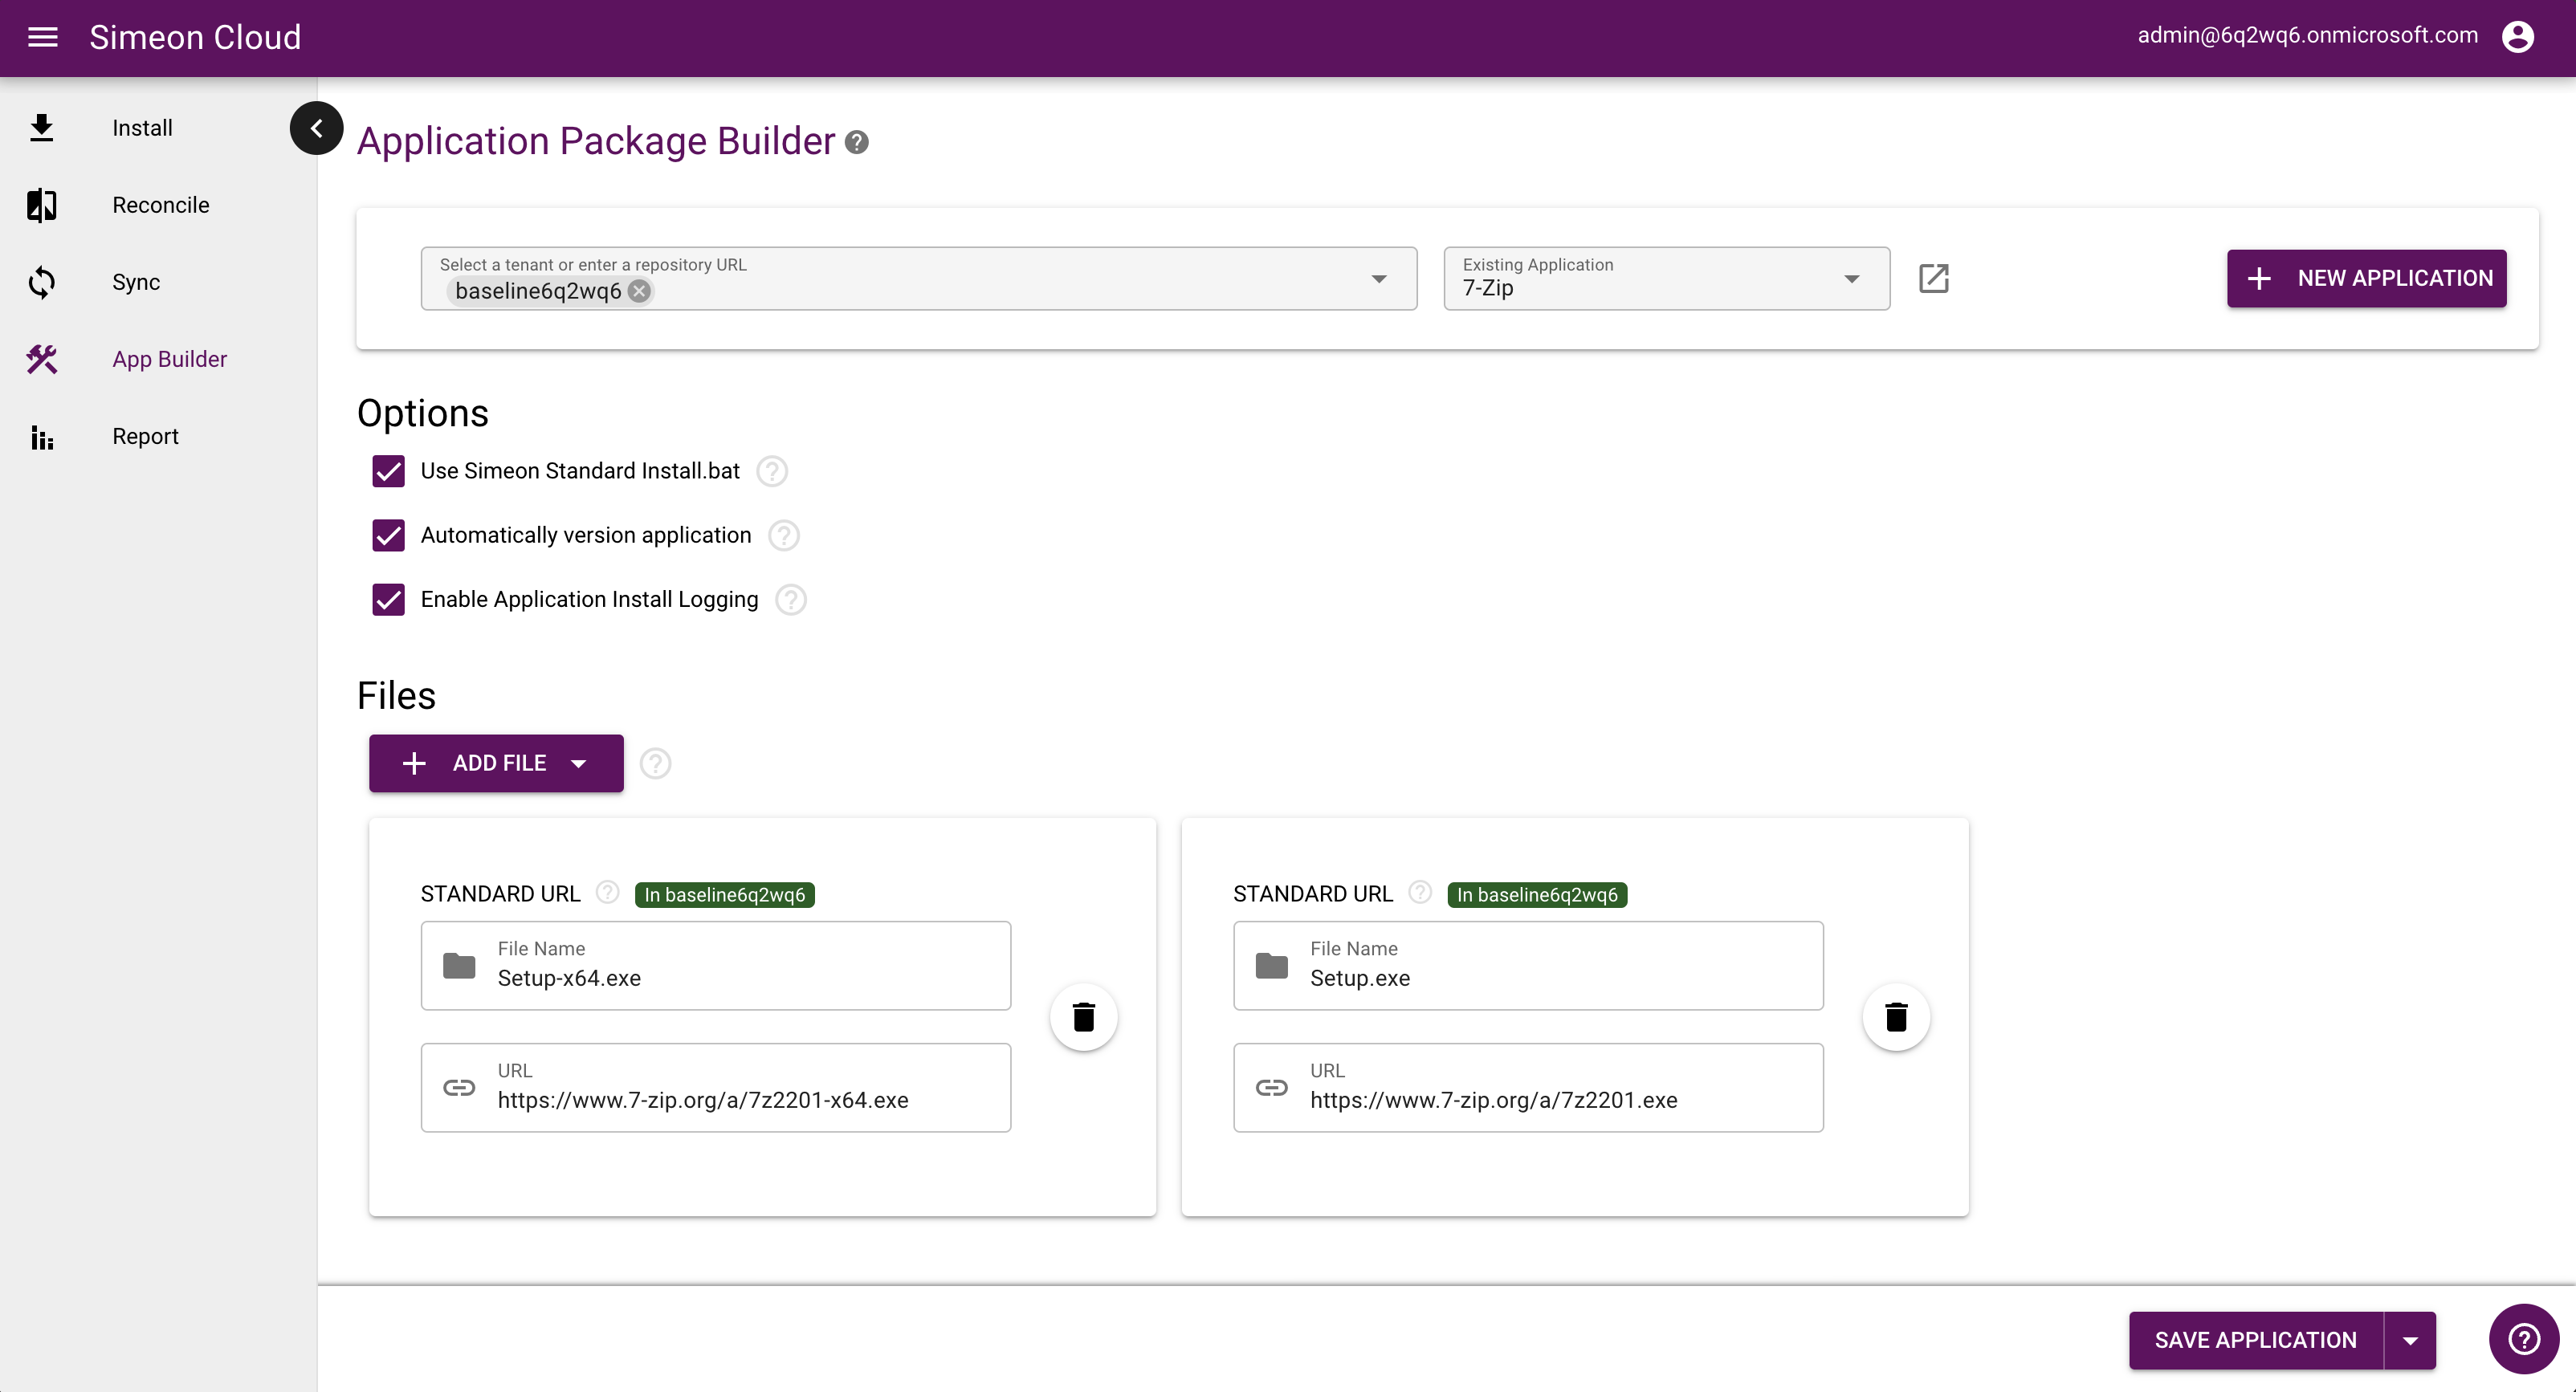 Simeon Cloud
admin@6q2wq6.onmicrosoft.com
Install
Reconcile
Sync
App Builder
Report
Application Package Builder
Select a tenant or enter a repository URL
baseline6q2wq6
Existing Application
7-Zip
NEW APPLICATION
Options
Use Simeon Standard Install.bat
Automatically version application
Enable Application Install Logging
Files
ADD FILE
STANDARD URL In baseline6q2wq6
File Name
Setup-x64.exe
URL
https://www.7-zip.org/a/7z2201-x64.exe
STANDARD URL In baseline6q2wq6
File Name
Setup.exe
URL
https://www.7-zip.org/a/7z2201.exe
SAVE APPLICATION